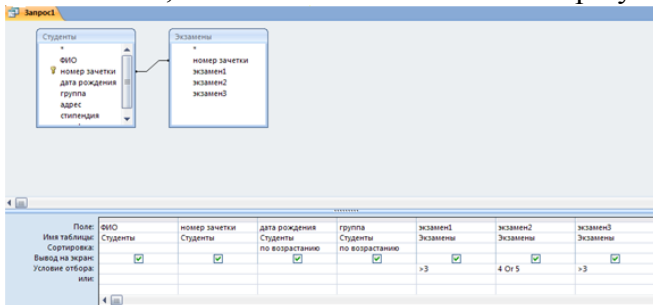 Запрос1
Студенты
*
ФИО
номер зачетки
дата рождения
группа
адрес
стипендия
Экзамены
*
номер зачетки
экзамен1
экзамен2
экзамен3
Поле: ФИО номер зачетки дата рождения группа экзамен1 экзамен2 экзамен3
Имя таблицы: Студенты Студенты Студенты Студенты Экзамены Экзамены Экзамены
Сортировка: по возрастанию по возрастанию
Вывод на экран:
Условие отбора: >3 4 Or 5 >3
или: